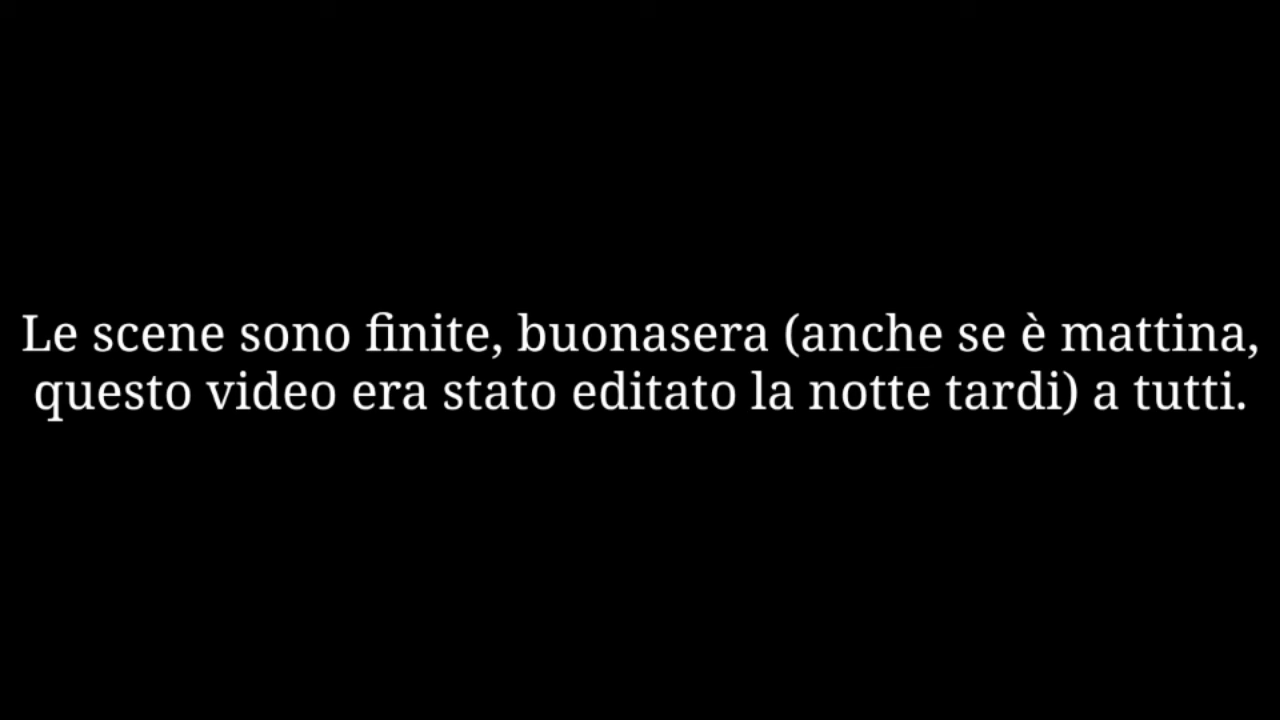 Le scene sono finite, buonasera (anche se è mattina,
questo video era stato editato la notte tardi) a tutti.